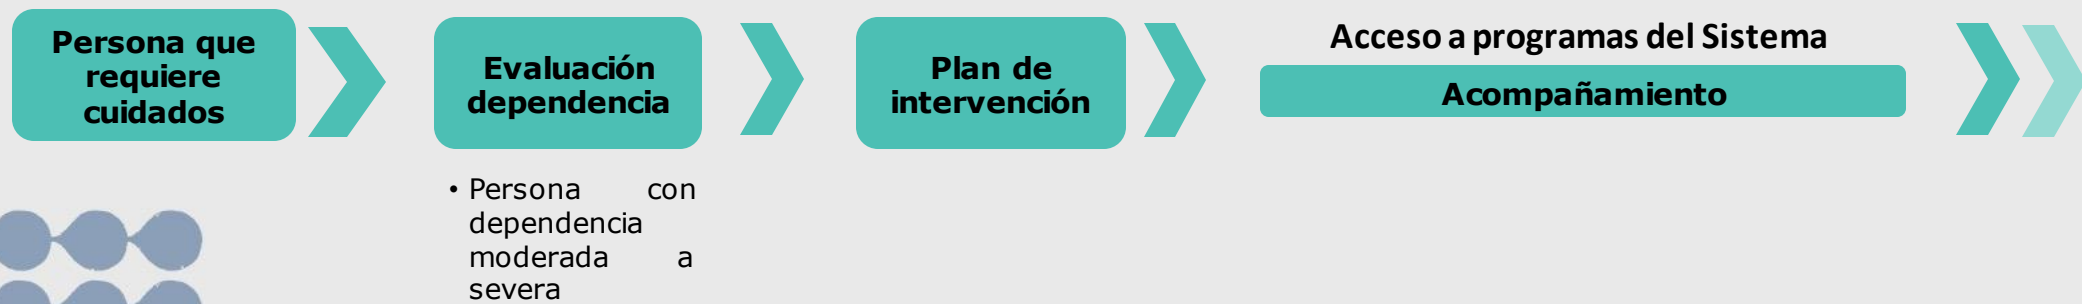 Persona que
requiere
cuidados
Evaluación
dependencia
• Persona con
dependencia
moderada a
severa
Plan de
intervención
Acceso a programas del Sistema
Acompañamiento